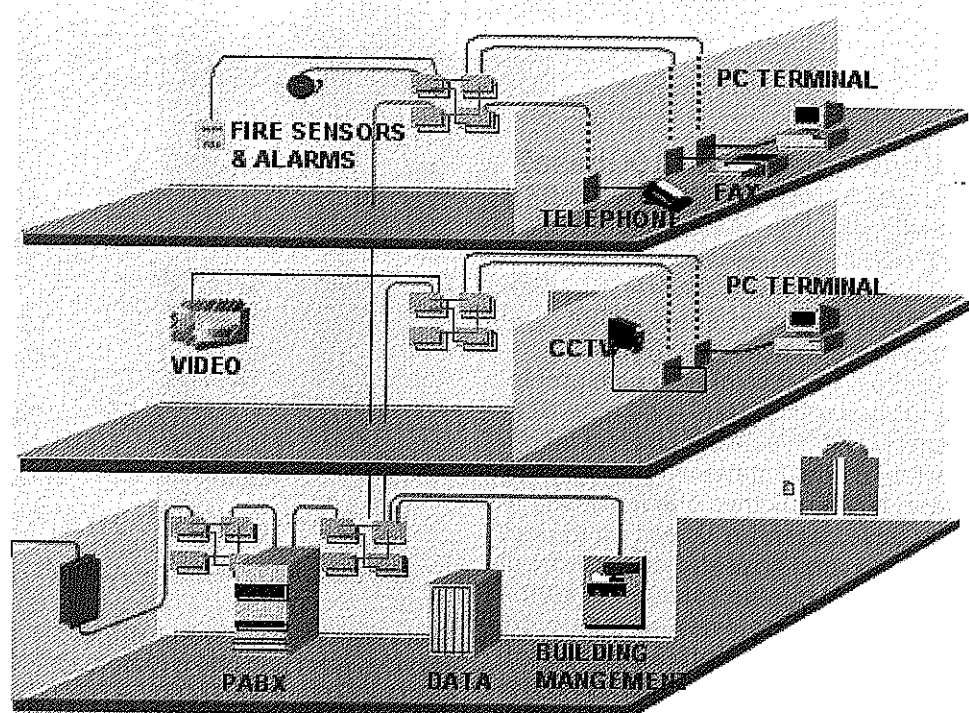 PC TERMINAL
FIRE SENSORS
& ALARMS
FAX
TELEPHONE
PC TERMINAL
CCTV
VIDEO
BUILDING
MANGEMENT
PABX
DATA